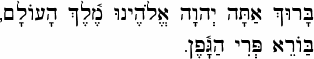 בָּרוּךְ אַתָּה יְהוָה אֱלֹהֵינוּ מֶ֫לֶךְ הָעוֹלָם,
בּוֹרֵא פְּרִי הַגָּ֫פֶן.